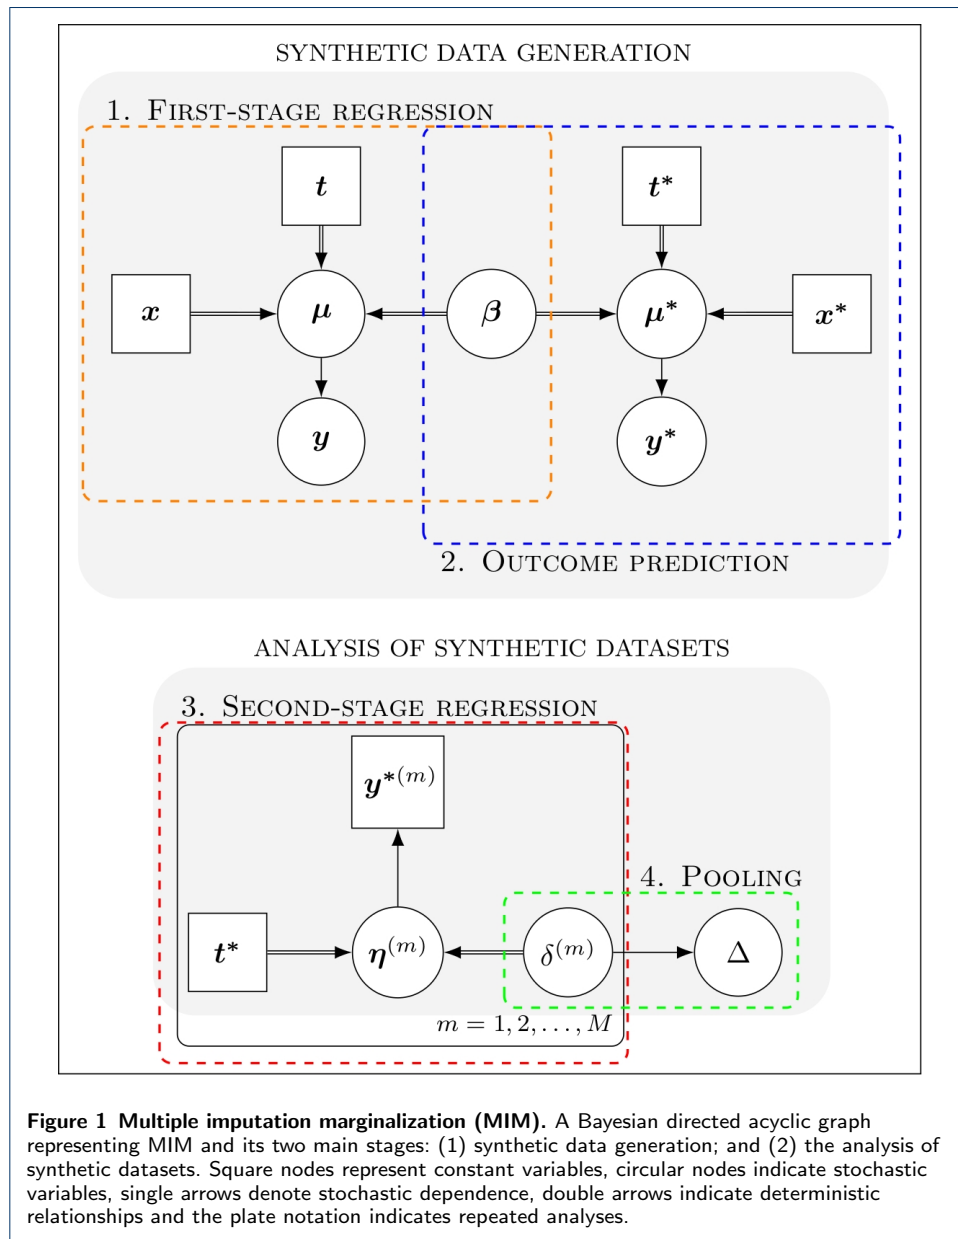 SYNTHETIC DATA GENERATION
1. FIRST-STAGE REGRESSION
t
t*
x
μ
β
μ*
x*
y
y*
2. OUTCOME PREDICTION
ANALYSIS OF SYNTHETIC DATASETS
3. SECOND-STAGE REGRESSION
y*(m)
4. POOLING
t*
η(m)
δ(m)
Δ
m = 1, 2, . . . , M
Figure 1 Multiple imputation marginalization (MIM). A Bayesian directed acyclic graph
representing MIM and its two main stages: (1) synthetic data generation; and (2) the analysis of
synthetic datasets. Square nodes represent constant variables, circular nodes indicate stochastic
variables, single arrows denote stochastic dependence, double arrows indicate deterministic
relationships and the plate notation indicates repeated analyses.